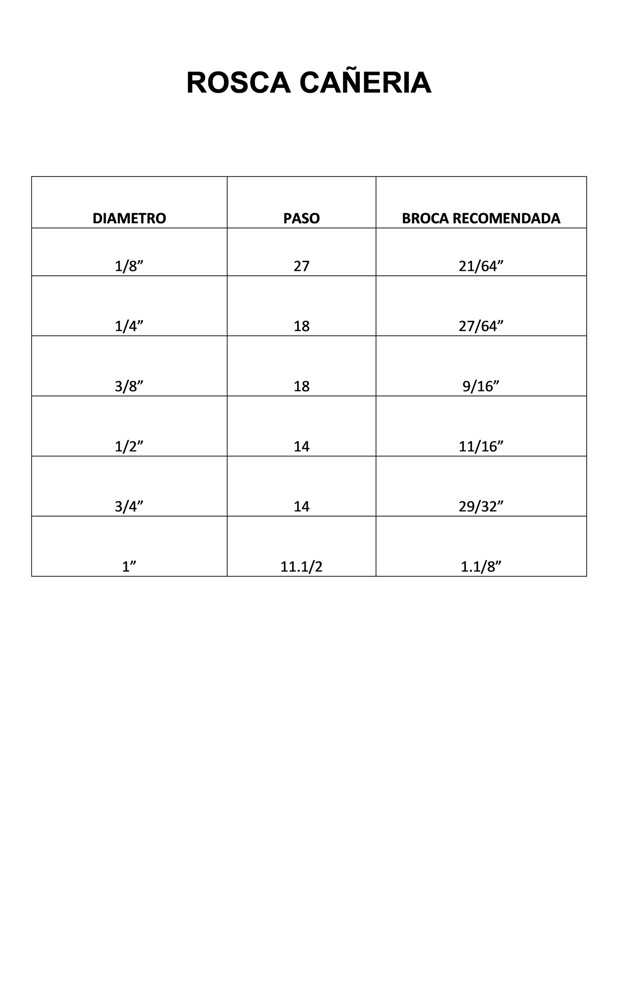 ROSCA CAÑERIA
DIAMETRO PASO BROCA RECOMENDADA
1/8” 27 21/64”
1/4” 18 27/64”
3/8” 18 9/16”
1/2” 14 11/16”
3/4” 14 29/32”
1” 11.1/2 1.1/8”